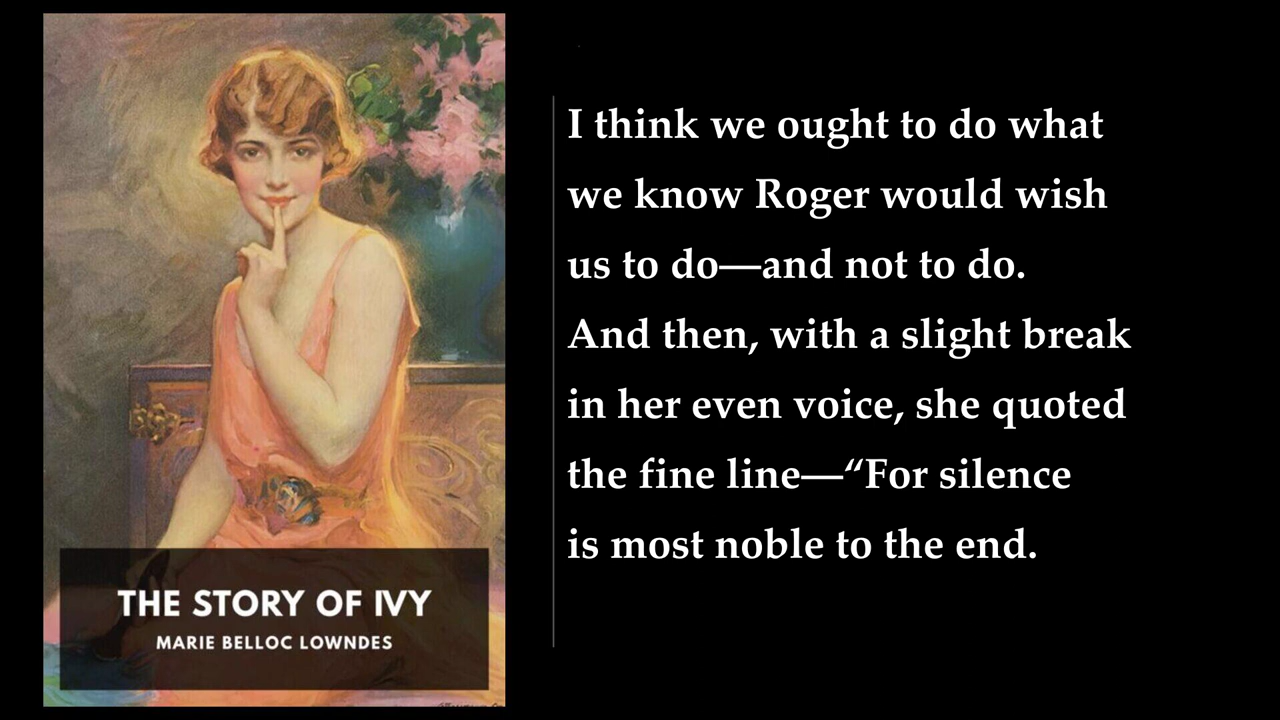 THE STORY OF IVY
MARIE BELLOC LOWNDES
I think we ought to do what
we know Roger would wish
us to do—and not to do.
And then, with a slight break
in her even voice, she quoted
the fine line—“For silence
is most noble to the end.